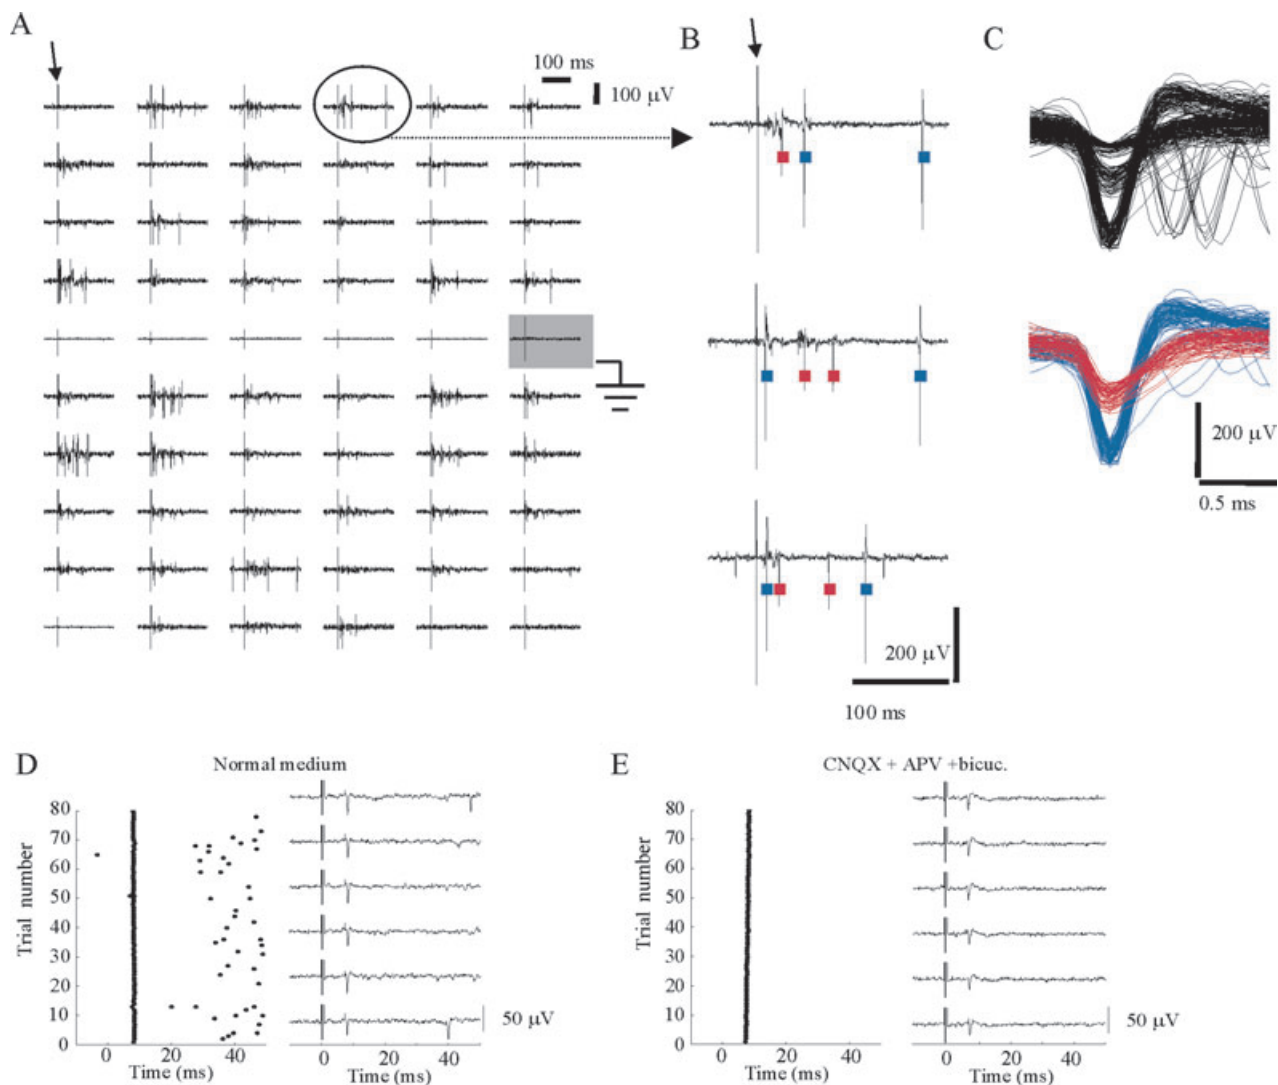 A
100 ms
100 μV
B
C
200 μV
0.5 ms
200 μV
100 ms
D
Normal medium
80
70
60
50
40
30
20
10
0
Trial number
0 20 40
Time (ms)
0 20 40
Time (ms)
50 μV
E
CNQX + APV +bicuc.
80
70
60
50
40
30
20
10
0
Trial number
0 20 40
Time (ms)
0 20 40
Time (ms)
50 μV